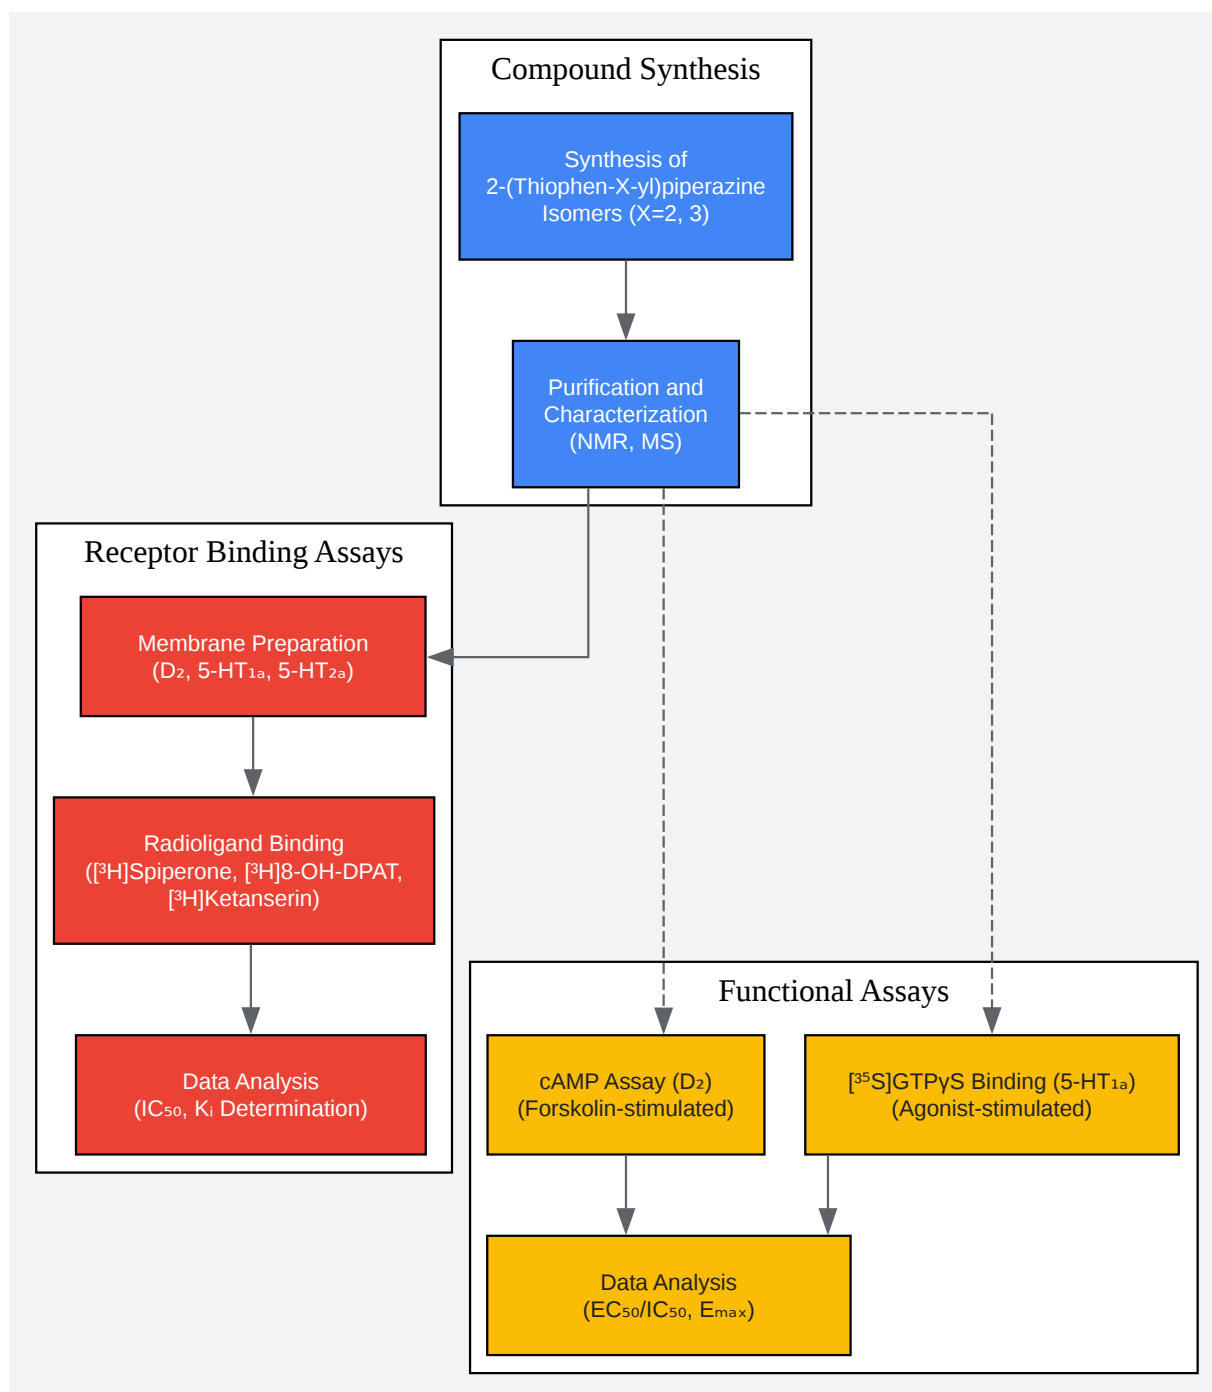 Compound Synthesis
Synthesis of
2-(Thiophen-X-yl)piperazine
Isomers (X=2, 3)
Purification and
Characterization
(NMR, MS)
Receptor Binding Assays
Membrane Preparation
(D₂, 5-HT₁ₐ, 5-HT₂ₐ)
Radioligand Binding
([³H]Spiperone, [³H]8-OH-DPAT,
[³H]Ketanserin)
Data Analysis
(IC₅₀, Kᵢ Determination)
Functional Assays
cAMP Assay (D₂)
(Forskolin-stimulated)
[³⁵S]GTPγS Binding (5-HT₁ₐ)
(Agonist-stimulated)
Data Analysis
(EC₅₀/IC₅₀, Eₘₐₓ)